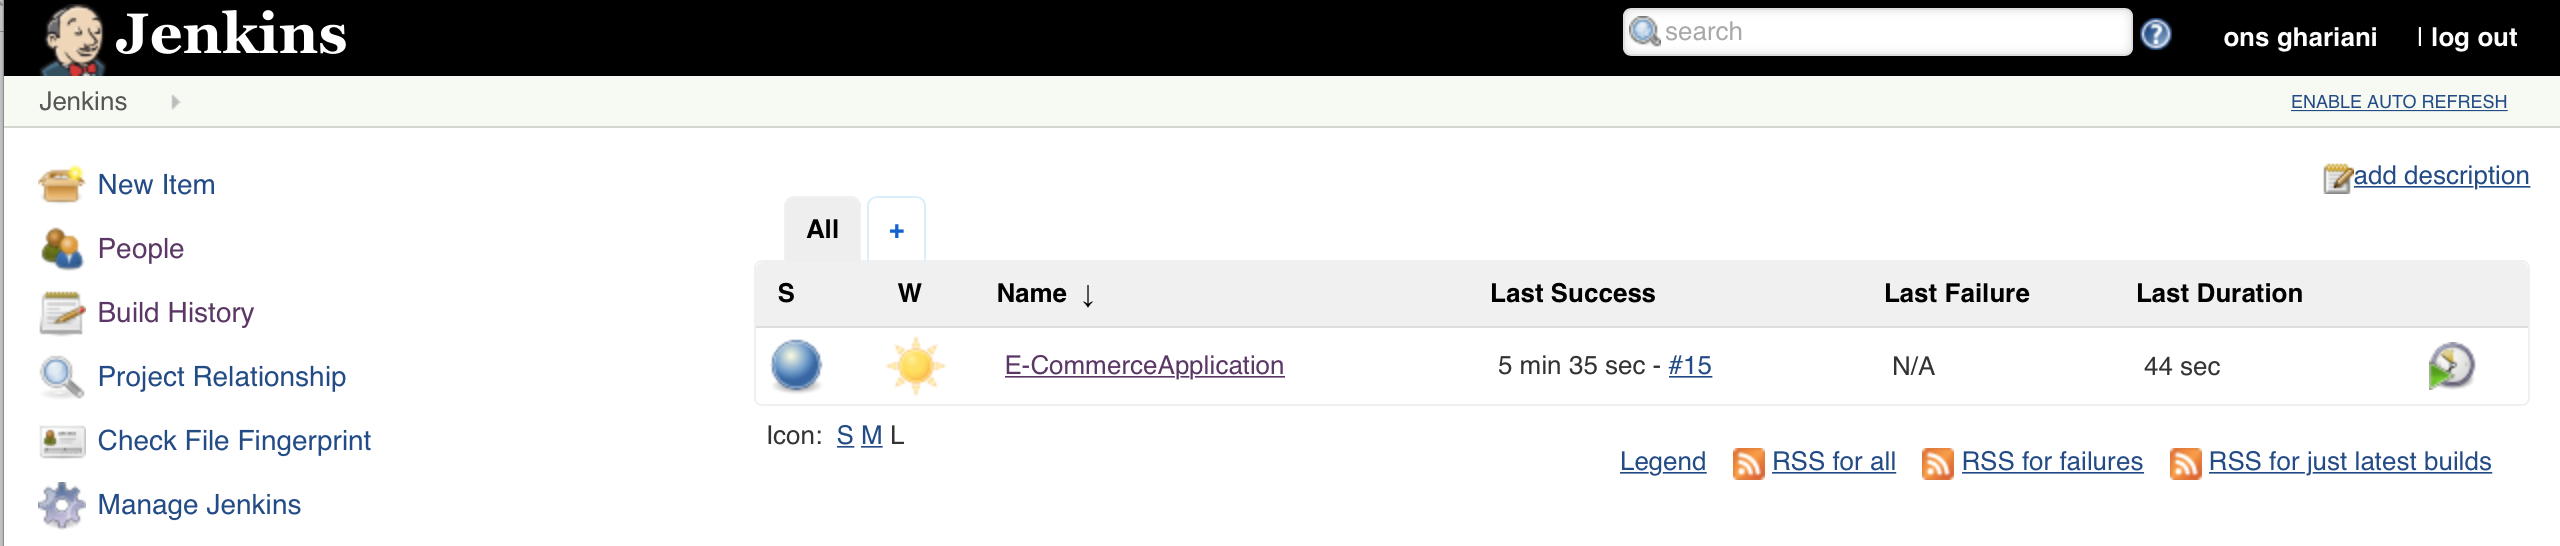 Jenkins
search
ons ghariani | log out
Jenkins
ENABLE AUTO REFRESH
New Item
People
Build History
Project Relationship
Check File Fingerprint
Manage Jenkins
add description
All +
S W Name ↓ Last Success Last Failure Last Duration
E-CommerceApplication 5 min 35 sec - #15 N/A 44 sec
Icon: S M L
Legend RSS for all RSS for failures RSS for just latest builds